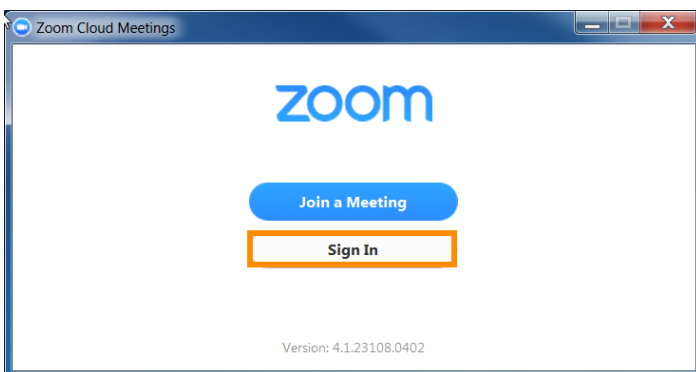 Zoom Cloud Meetings
zoom
Join a Meeting
Sign In
Version: 4.1.23108.0402